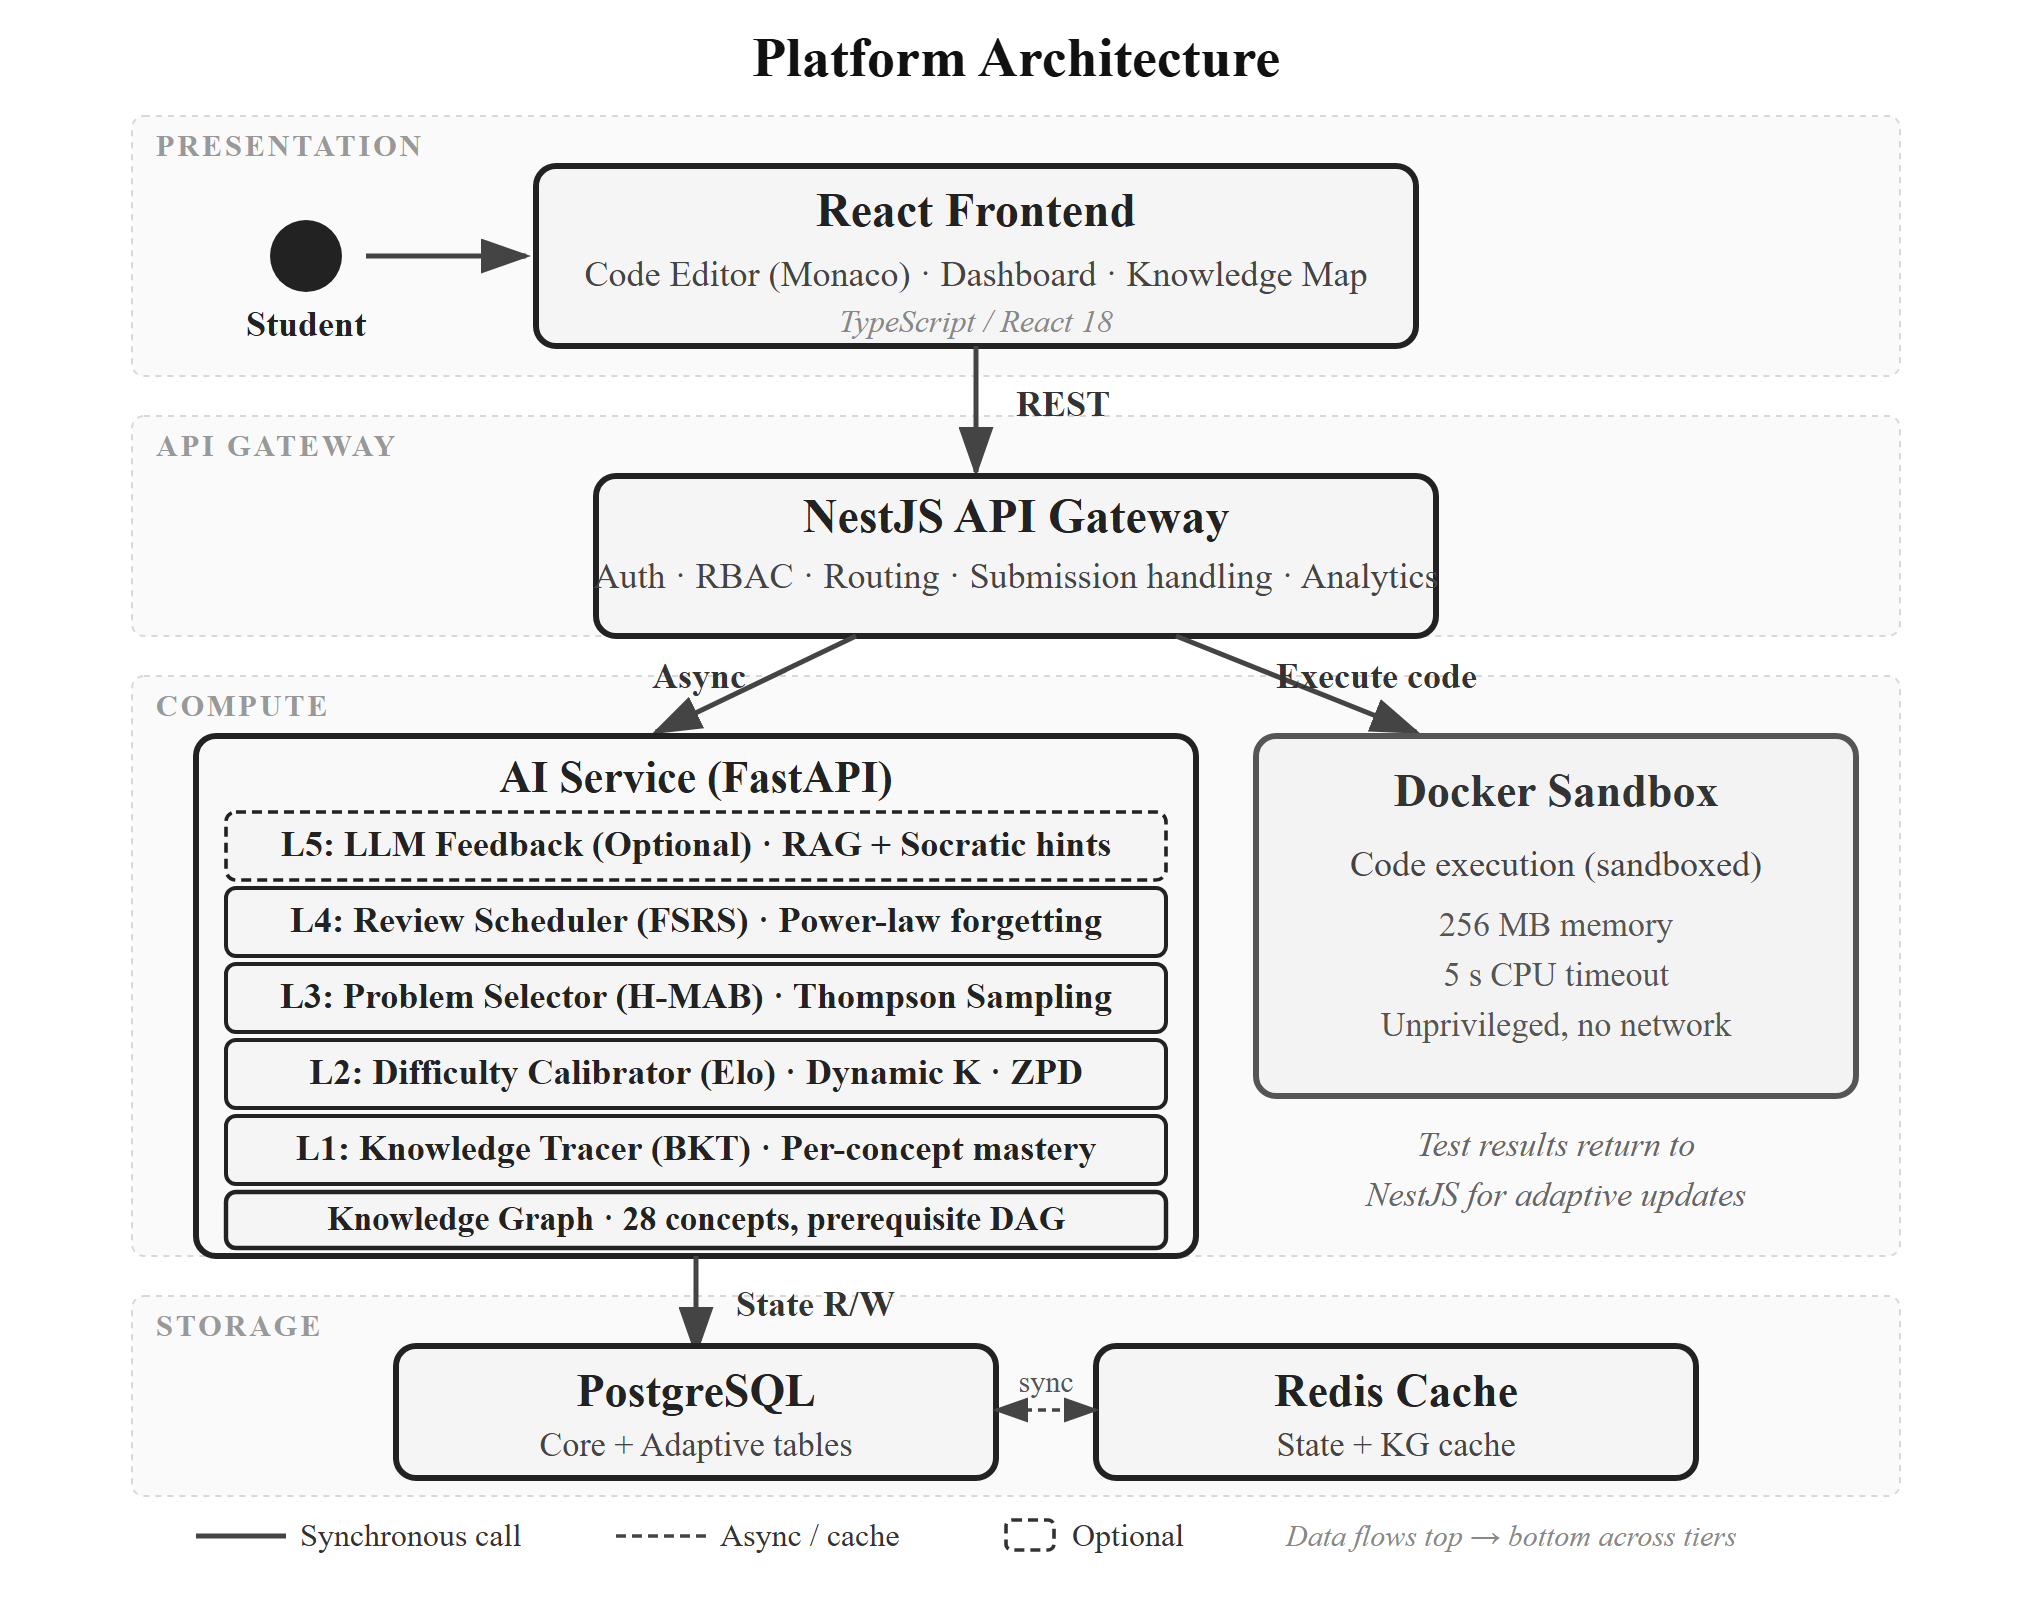 Platform Architecture
PRESENTATION
React Frontend
Code Editor (Monaco) · Dashboard · Knowledge Map
TypeScript / React 18
Student
REST
API GATEWAY
NestJS API Gateway
Auth · RBAC · Routing · Submission handling · Analytics
Async
Execute code
COMPUTE
AI Service (FastAPI)
L5: LLM Feedback (Optional) · RAG + Socratic hints
L4: Review Scheduler (FSRS) · Power-law forgetting
L3: Problem Selector (H-MAB) · Thompson Sampling
L2: Difficulty Calibrator (Elo) · Dynamic K · ZPD
L1: Knowledge Tracer (BKT) · Per-concept mastery
Knowledge Graph · 28 concepts, prerequisite DAG
Docker Sandbox
Code execution (sandboxed)
256 MB memory
5 s CPU timeout
Unprivileged, no network
Test results return to
NestJS for adaptive updates
State R/W
STORAGE
PostgreSQL
Core + Adaptive tables
sync
Redis Cache
State + KG cache
Synchronous call
Async / cache
Optional
Data flows top → bottom across tiers